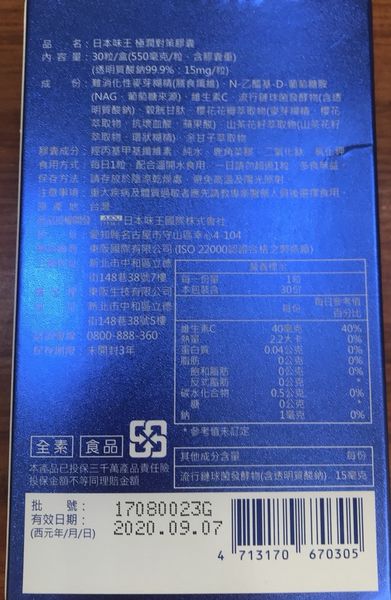 品　　名：日本味王 極潤對策膠囊
內 容 量：30粒/盒(550毫克/粒，含膠囊重)
(透明質酸鈉99.9%：15mg/粒)
成　　份：難消化性麥芽糊精(膳食纖維)、N-乙醯基-D-葡萄糖胺
(NAG、葡萄糖來源)、維生素C、流行鏈球菌發酵物(含透
明質酸鈉)、穀胱甘肽、櫻花花瓣萃取物(麥芽糊精、櫻花
萃取物、抗壞血酸、蘋果酸)、山茶花籽萃取物(山茶花籽
萃取物、環狀糊精)、余甘子萃取物
膠囊成分：羥丙基甲基纖維素、純水、鹿角菜膠、二氧化鈦、氯化鉀
食用方式：每日1粒，配合溫開水食用，一日請勿超過1粒，多食無益。
保存方法：請存放於陰涼乾燥處，避免高溫及陽光照射。
注意事項：重大疾病及體質過敏者應先請教專業醫療人員後選擇食用。
原 產 地：台灣
日本味王國際株式会社
愛知縣名古屋市守山區幸心4-104
東阪國際有限公司(ISO 22000認證合格之製造廠)
新北市中和區立德
街148巷38號7樓
東阪生技有限公司
新北市中和區立德
街148巷38號5樓
0800-888-360
保存期限：未開封3年
營養標示
每一份量 1粒
本包裝含 30份
每份 每日參考值百分比
維生素C 40毫克 40%
熱量 2.2大卡 0%
蛋白質 0.04公克 0%
脂肪 0公克 0%
飽和脂肪 0公克 0%
反式脂肪 0公克 *
碳水化合物 0.5公克 0%
糖 0公克 *
鈉 1毫克 0%
* 參考值未訂定
其他成分含量 每份
流行鏈球菌發酵物(含透明質酸鈉) 15毫克
全素 食品
本產品已投保三千萬產品責任險
投保金額不等同理賠金額
批　　號：17080023G
有效日期：2020.09.07
(西元年/月/日)
4 713170 670305